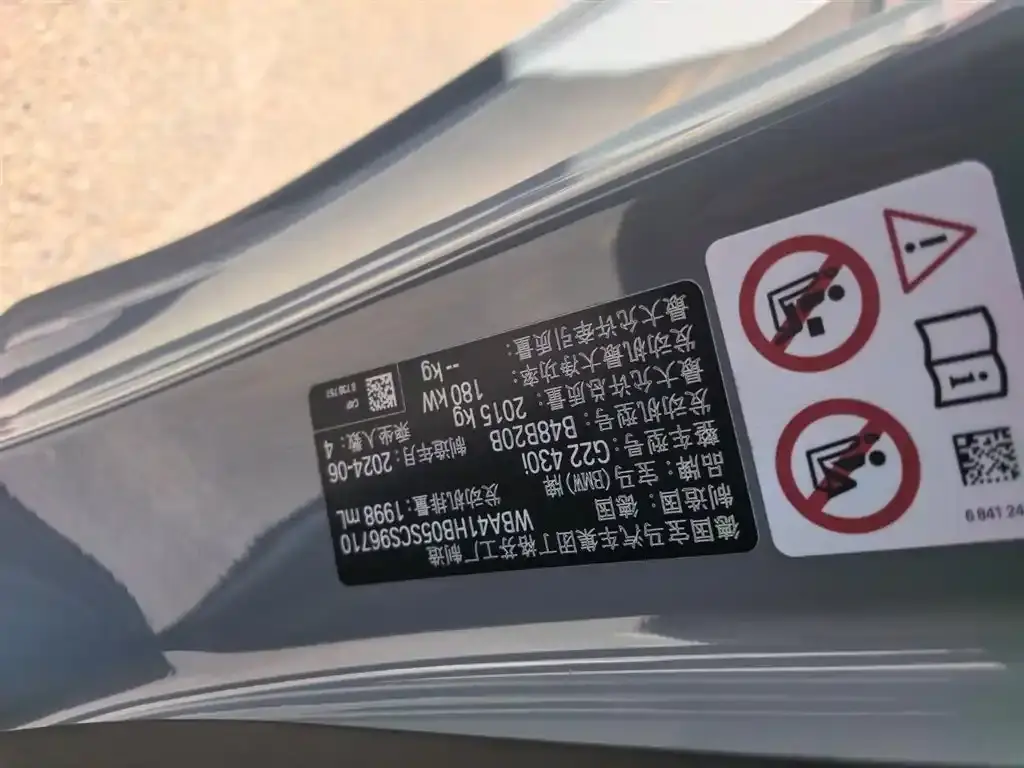 德国宝马汽车集团丁格芬工厂制造
制造国：德国 WBA41HB05SCS96710
品牌：宝马(BMW)牌
整车型号：G22 430i 发动机排量：1998 mL
发动机型号：B48B20B 制造年月：2024-06
最大允许总质量：2015 kg 乘坐人数：4
发动机最大净功率：180 kW
最大允许牵引质量：-- kg
6 841 24